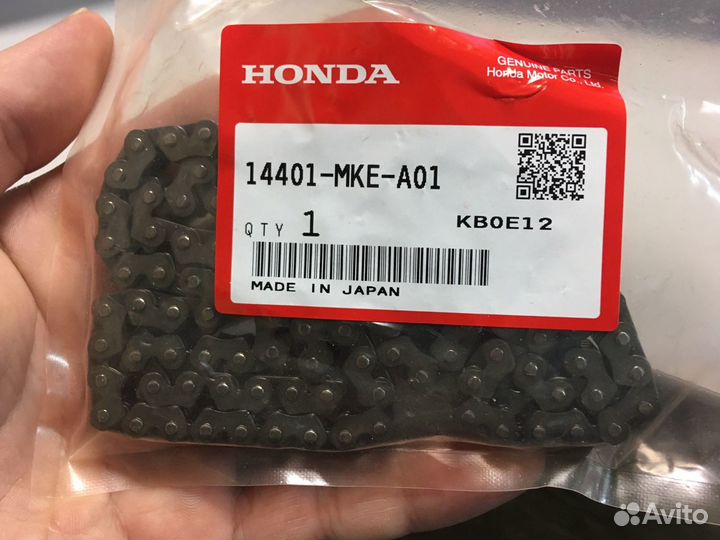 HONDA
GENUINE PARTS
Honda Motor Co., Ltd.
14401-MKE-A01
QTY 1
KB0E12
MADE IN JAPAN
Avito